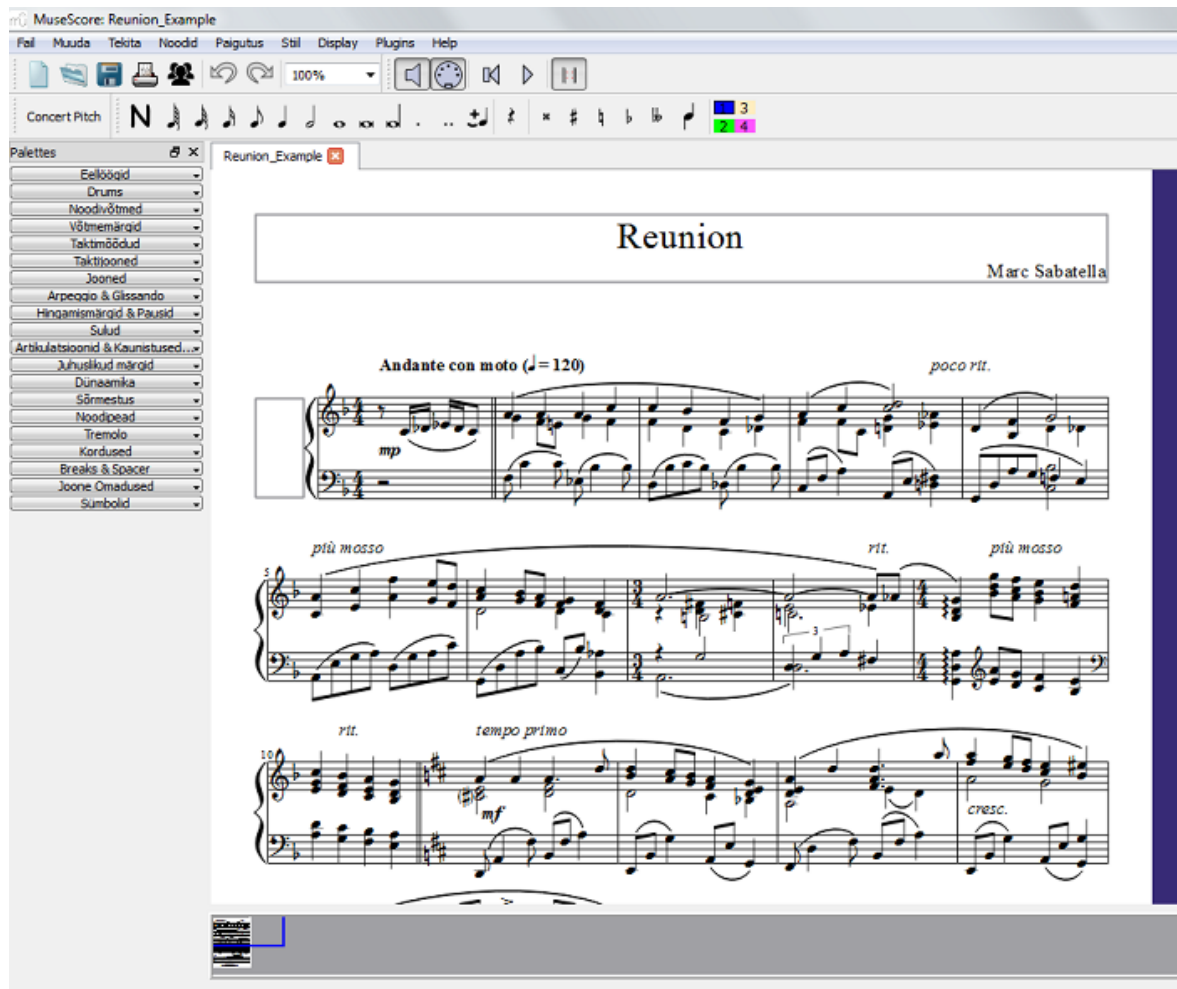 MuseScore: Reunion_Example
Fail Muuda Tekita Noodid Paigutus Stiil Display Plugins Help
100%
Concert Pitch
1 3
2 4
Palettes
Reunion_Example
Eellöögid
Drums
Noodivõtmed
Võtmemärgid
Taktimõõdud
Taktijooned
Jooned
Arpeggio & Glissando
Hingamismärgid & Pausid
Sulud
Artikulatsioonid & Kaunistused...
Juhuslikud märgid
Dünaamika
Sõrmestus
Noodipead
Tremolo
Kordused
Breaks & Spacer
Joone Omadused
Sümbolid
Reunion
Marc Sabatella
Andante con moto (♩=120) poco rit.
mp
più mosso rit. più mosso
5
3
rit. tempo primo
10
mf cresc.